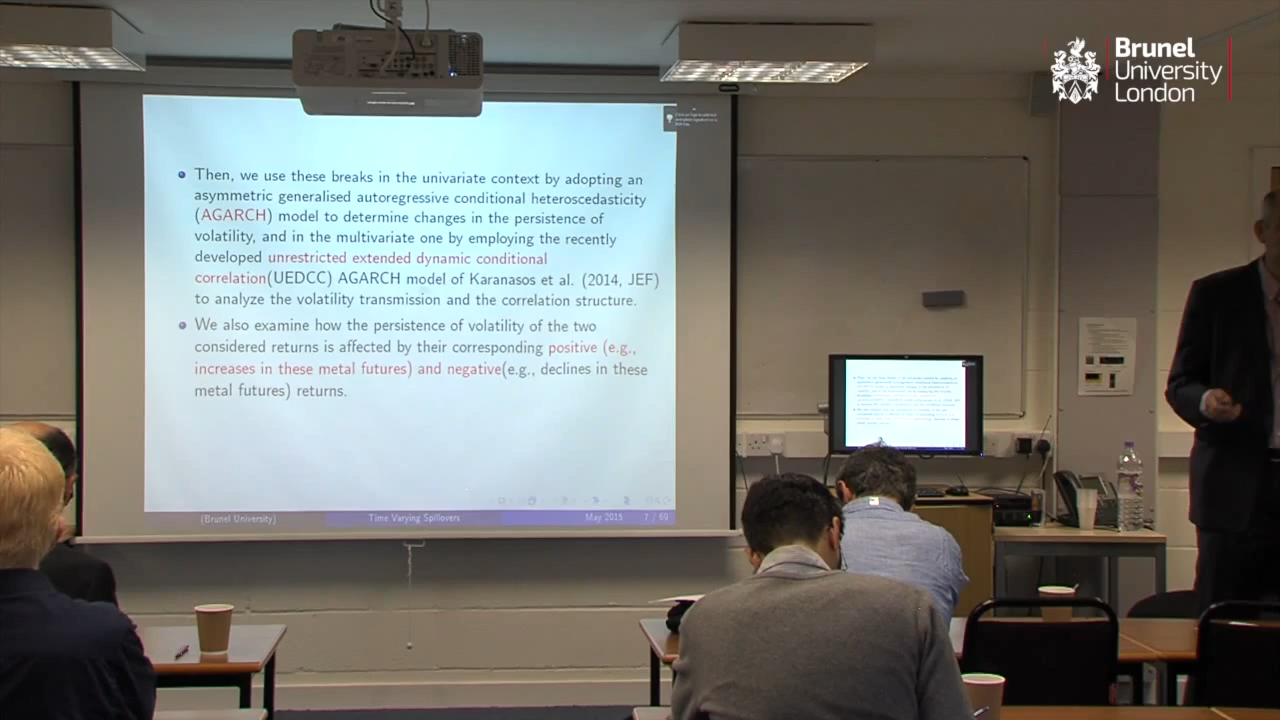 Brunel
University
London
Then, we use these breaks in the univariate context by adopting an
asymmetric generalised autoregressive conditional heteroscedasticity
(AGARCH) model to determine changes in the persistence of
volatility, and in the multivariate one by employing the recently
developed unrestricted extended dynamic conditional
correlation(UEDCC) AGARCH model of Karanasos et al. (2014, JEF)
to analyze the volatility transmission and the correlation structure.
We also examine how the persistence of volatility of the two
considered returns is affected by their corresponding positive (e.g.,
increases in these metal futures) and negative(e.g., declines in these
metal futures) returns.
(Brunel University) Time Varying Spillovers May 2015 7 / 69